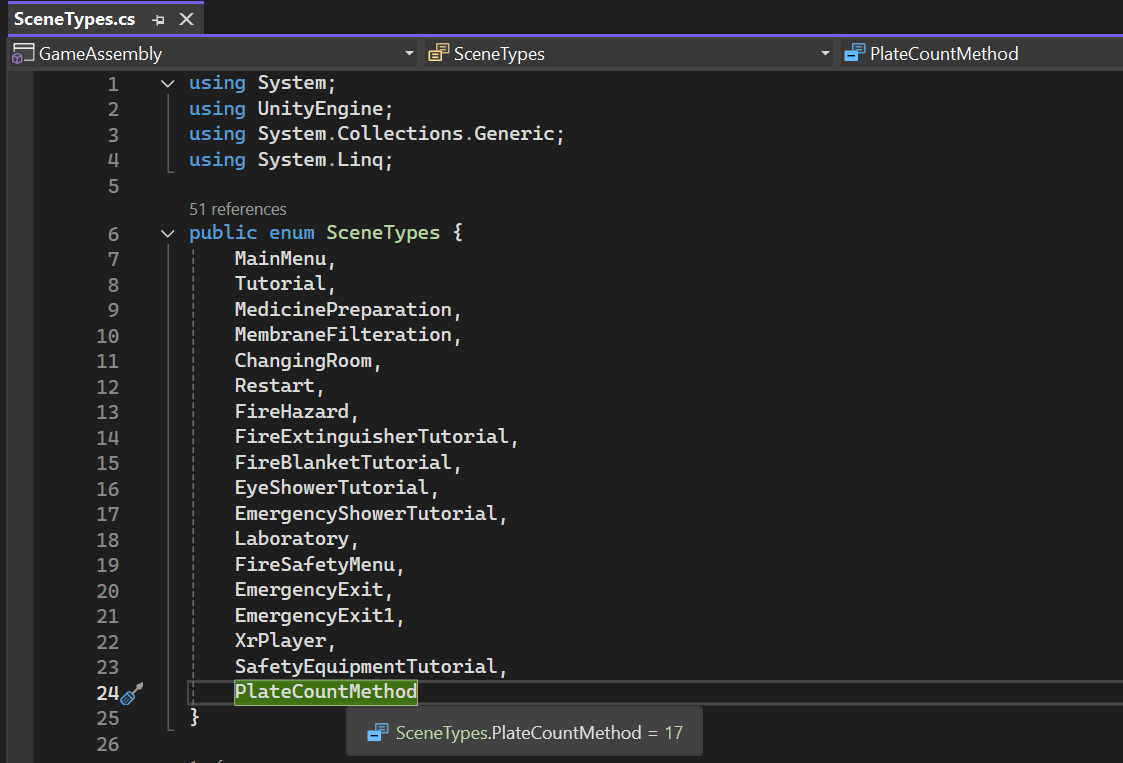 SceneTypes.cs
GameAssembly SceneTypes PlateCountMethod
1 using System;
2 using UnityEngine;
3 using System.Collections.Generic;
4 using System.Linq;
5
51 references
6 public enum SceneTypes {
7 MainMenu,
8 Tutorial,
9 MedicinePreparation,
10 MembraneFilteration,
11 ChangingRoom,
12 Restart,
13 FireHazard,
14 FireExtinguisherTutorial,
15 FireBlanketTutorial,
16 EyeShowerTutorial,
17 EmergencyShowerTutorial,
18 Laboratory,
19 FireSafetyMenu,
20 EmergencyExit,
21 EmergencyExit1,
22 XrPlayer,
23 SafetyEquipmentTutorial,
24 PlateCountMethod
25 }
SceneTypes.PlateCountMethod = 17
26